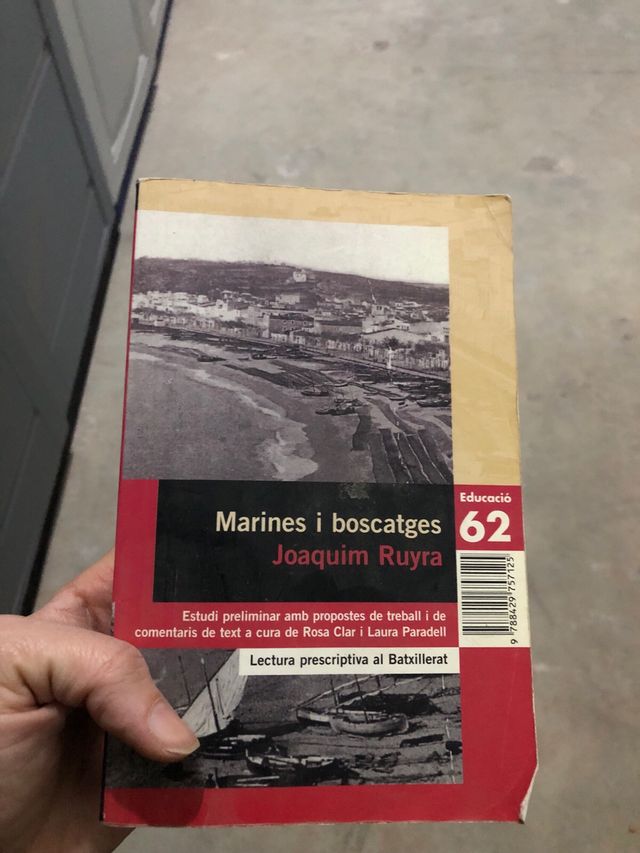 Marines i boscatges
Joaquim Ruyra
Educació
62
9 788429 757125
Estudi preliminar amb propostes de treball i de
comentaris de text a cura de Rosa Clar i Laura Paradell
Lectura prescriptiva al Batxillerat